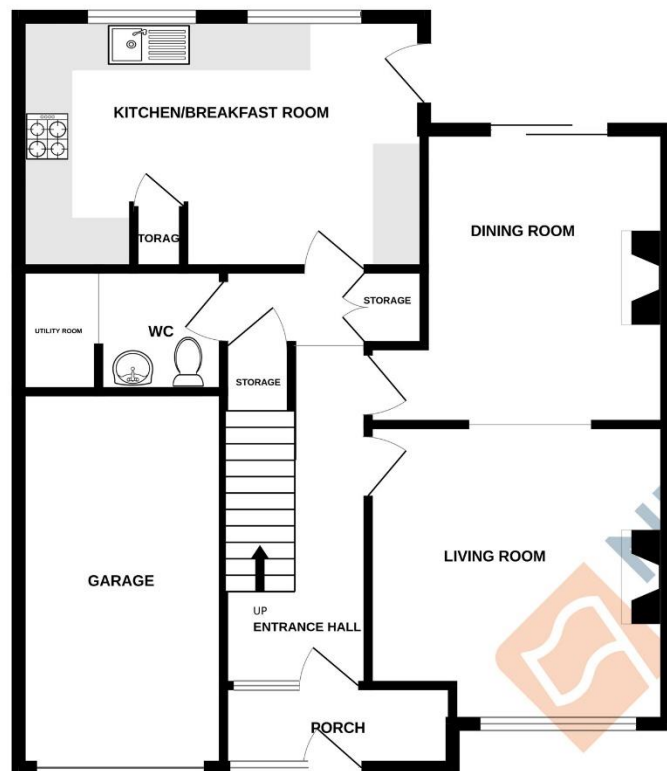 KITCHEN/BREAKFAST ROOM
DINING ROOM
TORAG
STORAGE
UTILITY ROOM
WC
STORAGE
LIVING ROOM
GARAGE
UP
ENTRANCE HALL
PORCH